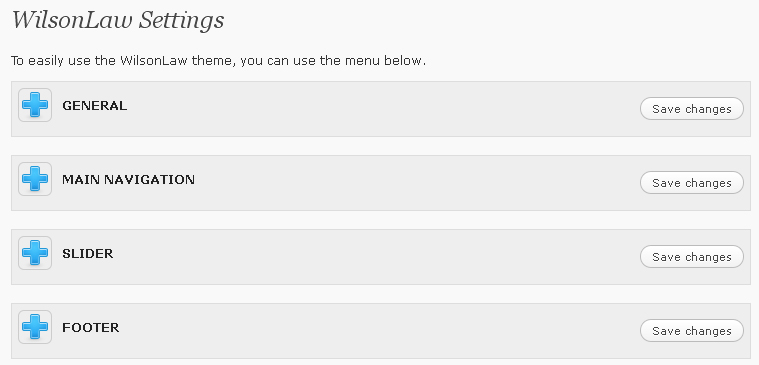 WilsonLaw Settings
To easily use the WilsonLaw theme, you can use the menu below.
GENERAL Save changes
MAIN NAVIGATION Save changes
SLIDER Save changes
FOOTER Save changes